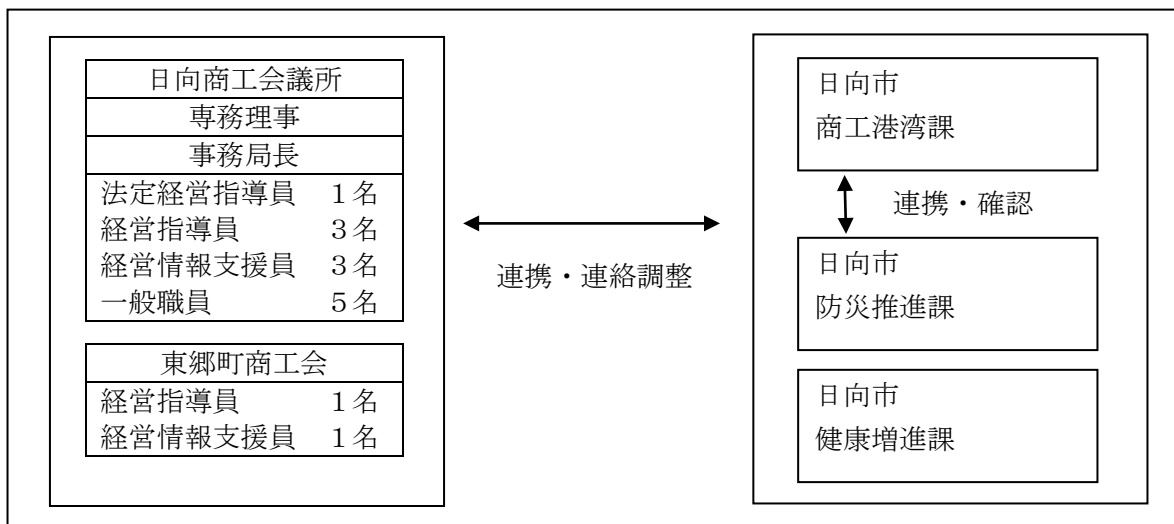 日向商工会議所
専務理事
事務局長
法定経営指導員　１名
経営指導員　３名
経営情報支援員　３名
一般職員　５名
東郷町商工会
経営指導員　１名
経営情報支援員　１名
連携・連絡調整
日向市
商工港湾課
連携・確認
日向市
防災推進課
日向市
健康増進課